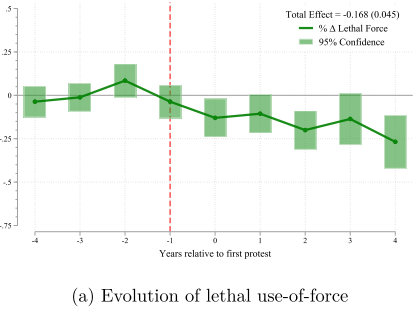 .5
Total Effect = -0.168 (0.045)
% Δ Lethal Force
95% Confidence
.25
0
-.25
-.5
-.75
-4 -3 -2 -1 0 1 2 3 4
Years relative to first protest
(a) Evolution of lethal use-of-force